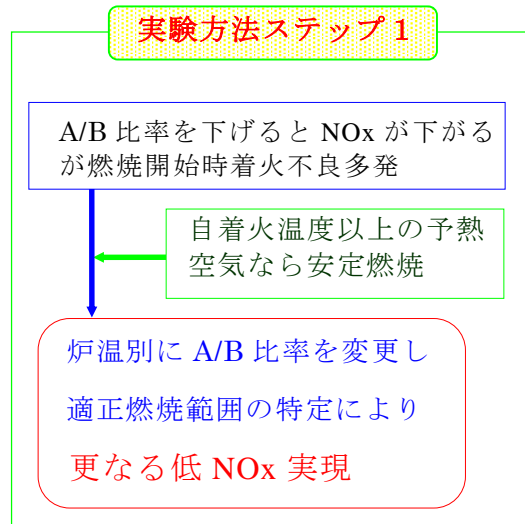 実験方法ステップ1
A/B 比率を下げると NOx が下がる
が燃焼開始時着火不良多発
自着火温度以上の予熱
空気なら安定燃焼
炉温別に A/B 比率を変更し
適正燃焼範囲の特定により
更なる低 NOx 実現